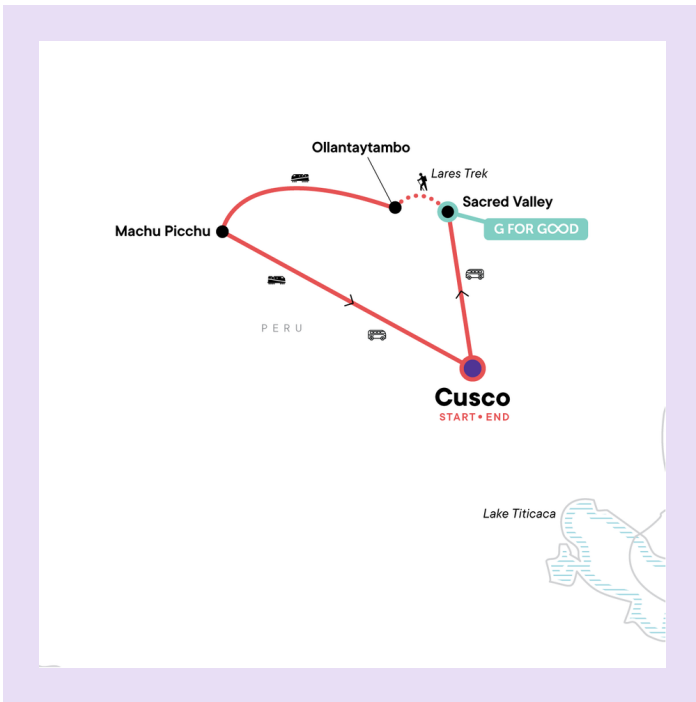 Ollantaytambo
Lares Trek
Sacred Valley
G FOR GOOD
Machu Picchu
PERU
Cusco
START • END
Lake Titicaca